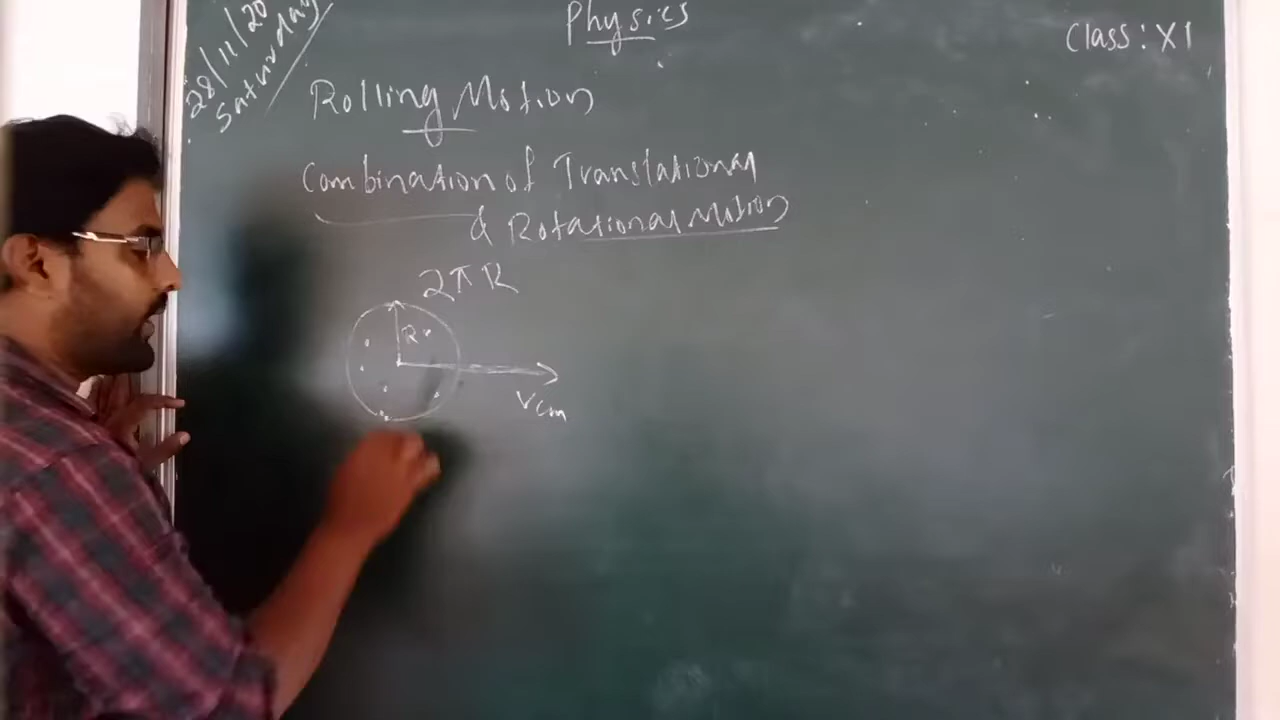 28/11/20
Saturday
Physics
Class: XI
Rolling Motion
Combination of Translational
& Rotational Motion
2πR
R
Vcm